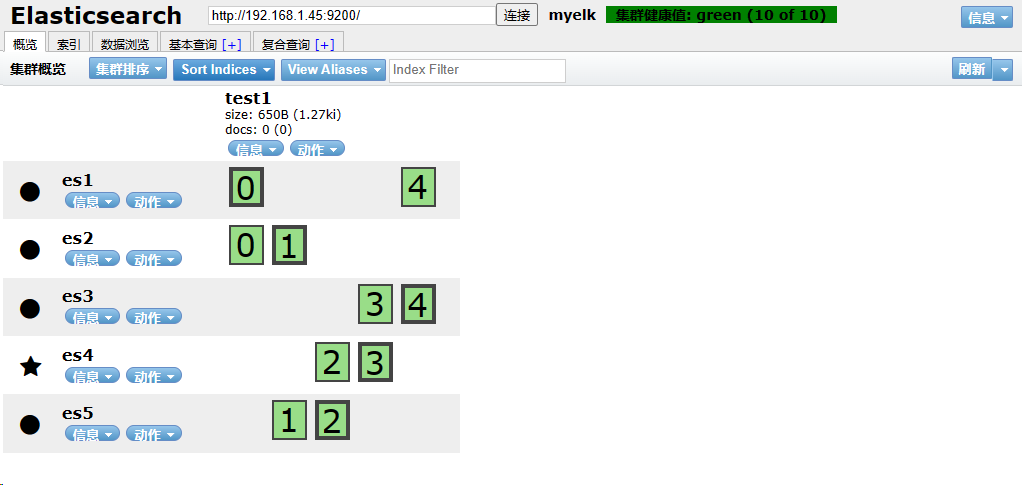 Elasticsearch http://192.168.1.45:9200/ 连接 myelk 集群健康值: green (10 of 10) 信息
概览 索引 数据浏览 基本查询 [+] 复合查询 [+]
集群概览 集群排序 Sort Indices View Aliases Index Filter 刷新
test1
size: 650B (1.27ki)
docs: 0 (0)
信息 动作
es1 0 4
信息 动作
es2 0 1
信息 动作
es3 3 4
信息 动作
es4 2 3
信息 动作
es5 1 2
信息 动作